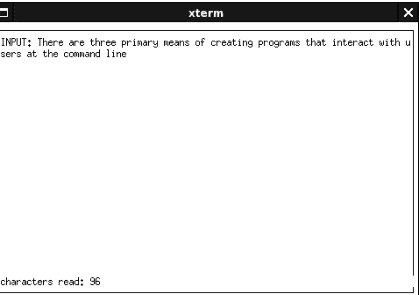 xterm
INPUT: There are three primary means of creating programs that interact with u
sers at the command line
characters read: 96